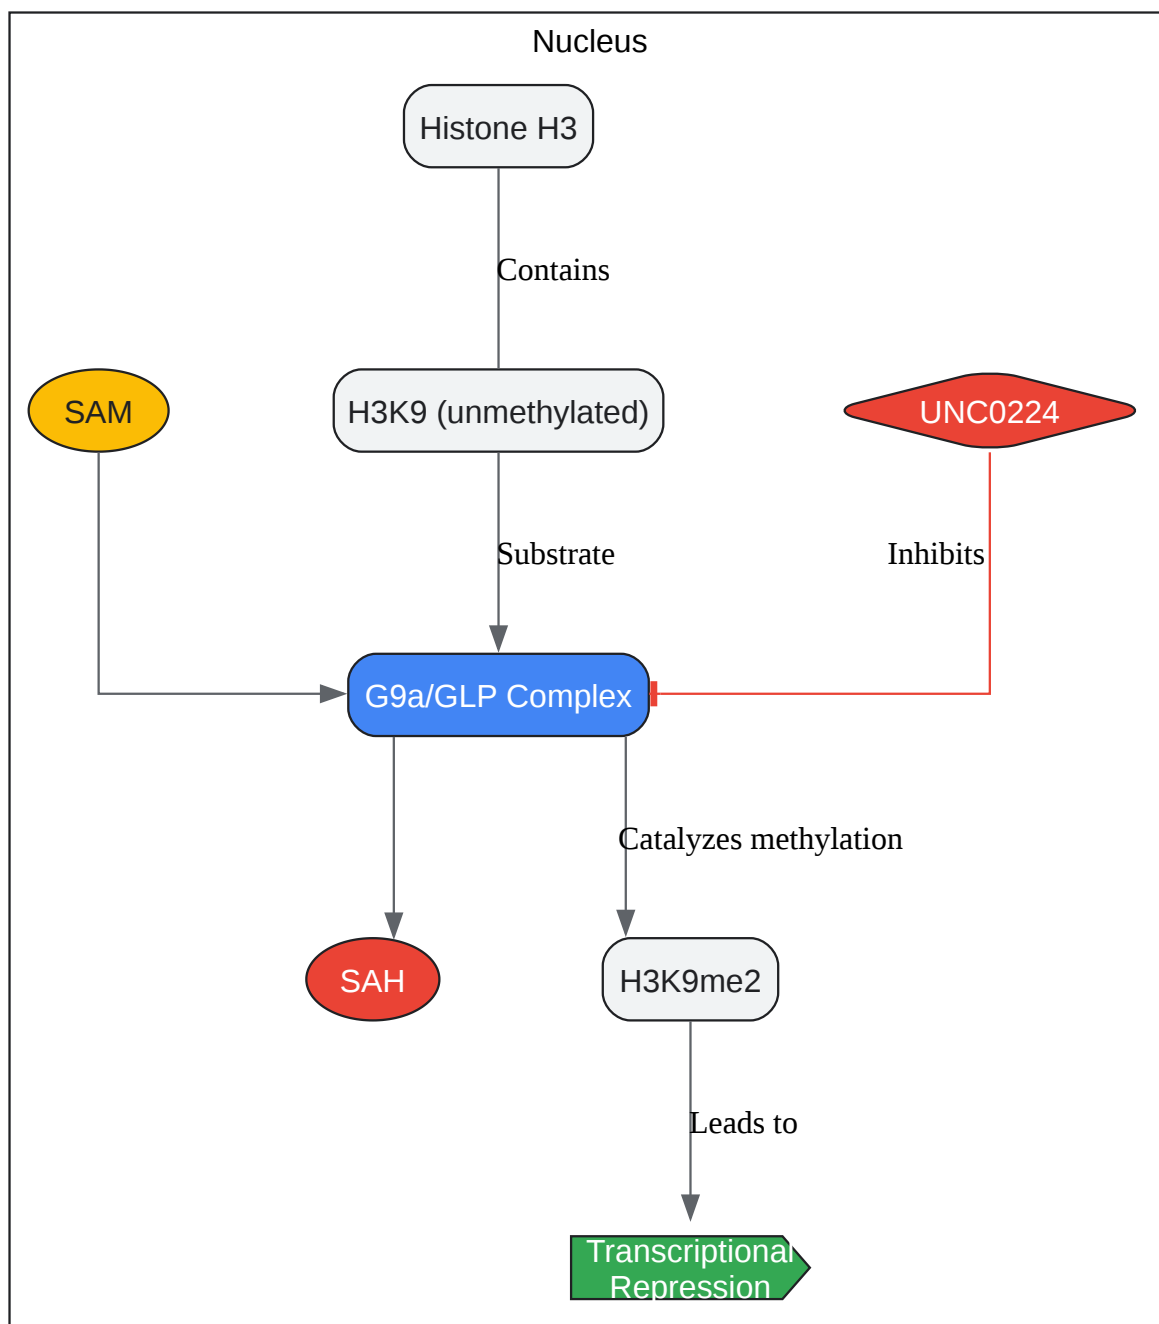 Nucleus
Histone H3
Contains
SAM
H3K9 (unmethylated)
UNC0224
Substrate
Inhibits
G9a/GLP Complex
Catalyzes methylation
SAH
H3K9me2
Leads to
Transcriptional
Repression